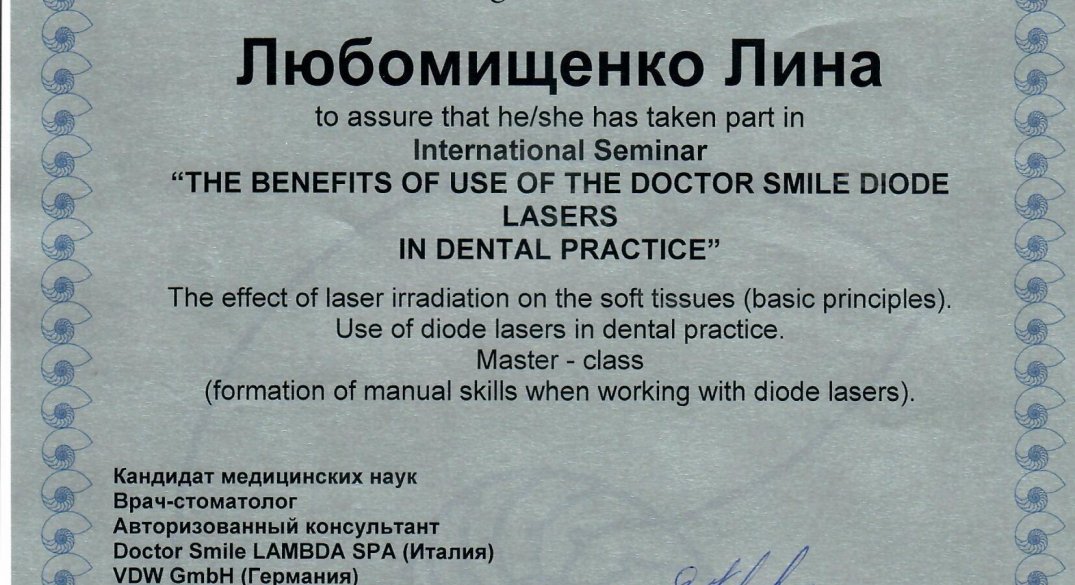 Любомищенко Лина
to assure that he/she has taken part in
International Seminar
“THE BENEFITS OF USE OF THE DOCTOR SMILE DIODE
LASERS
IN DENTAL PRACTICE”
The effect of laser irradiation on the soft tissues (basic principles).
Use of diode lasers in dental practice.
Master - class
(formation of manual skills when working with diode lasers).
Кандидат медицинских наук
Врач-стоматолог
Авторизованный консультант
Doctor Smile LAMBDA SPA (Италия)
VDW GmbH (Германия)